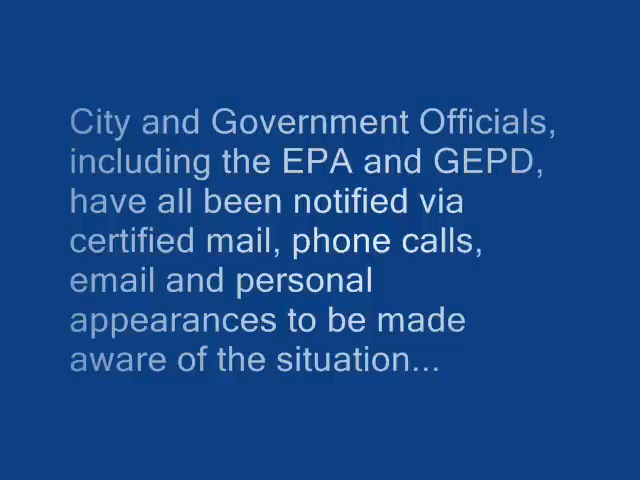 City and Government Officials,
including the EPA and GEPD,
have all been notified via
certified mail, phone calls,
email and personal
appearances to be made
aware of the situation...